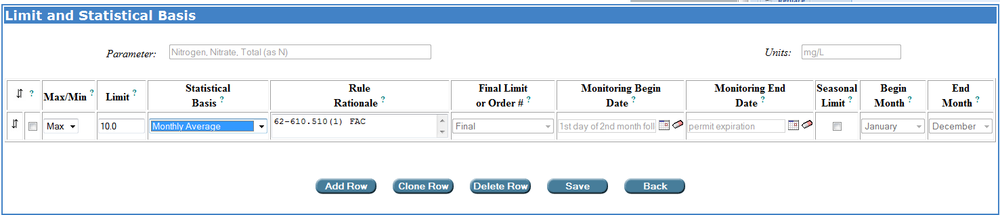 Replace
Limit and Statistical Basis
Parameter: Nitrogen, Nitrate, Total (as N) Units: mg/L
? Max/Min ? Limit ? Statistical Basis ? Rule Rationale ? Final Limit or Order # ? Monitoring Begin Date ? Monitoring End Date ? Seasonal Limit ? Begin Month ? End Month ?
Max 10.0 Monthly Average 62-610.510(1) FAC Final 1st day of 2nd month foll permit expiration January December
Add Row Clone Row Delete Row Save Back